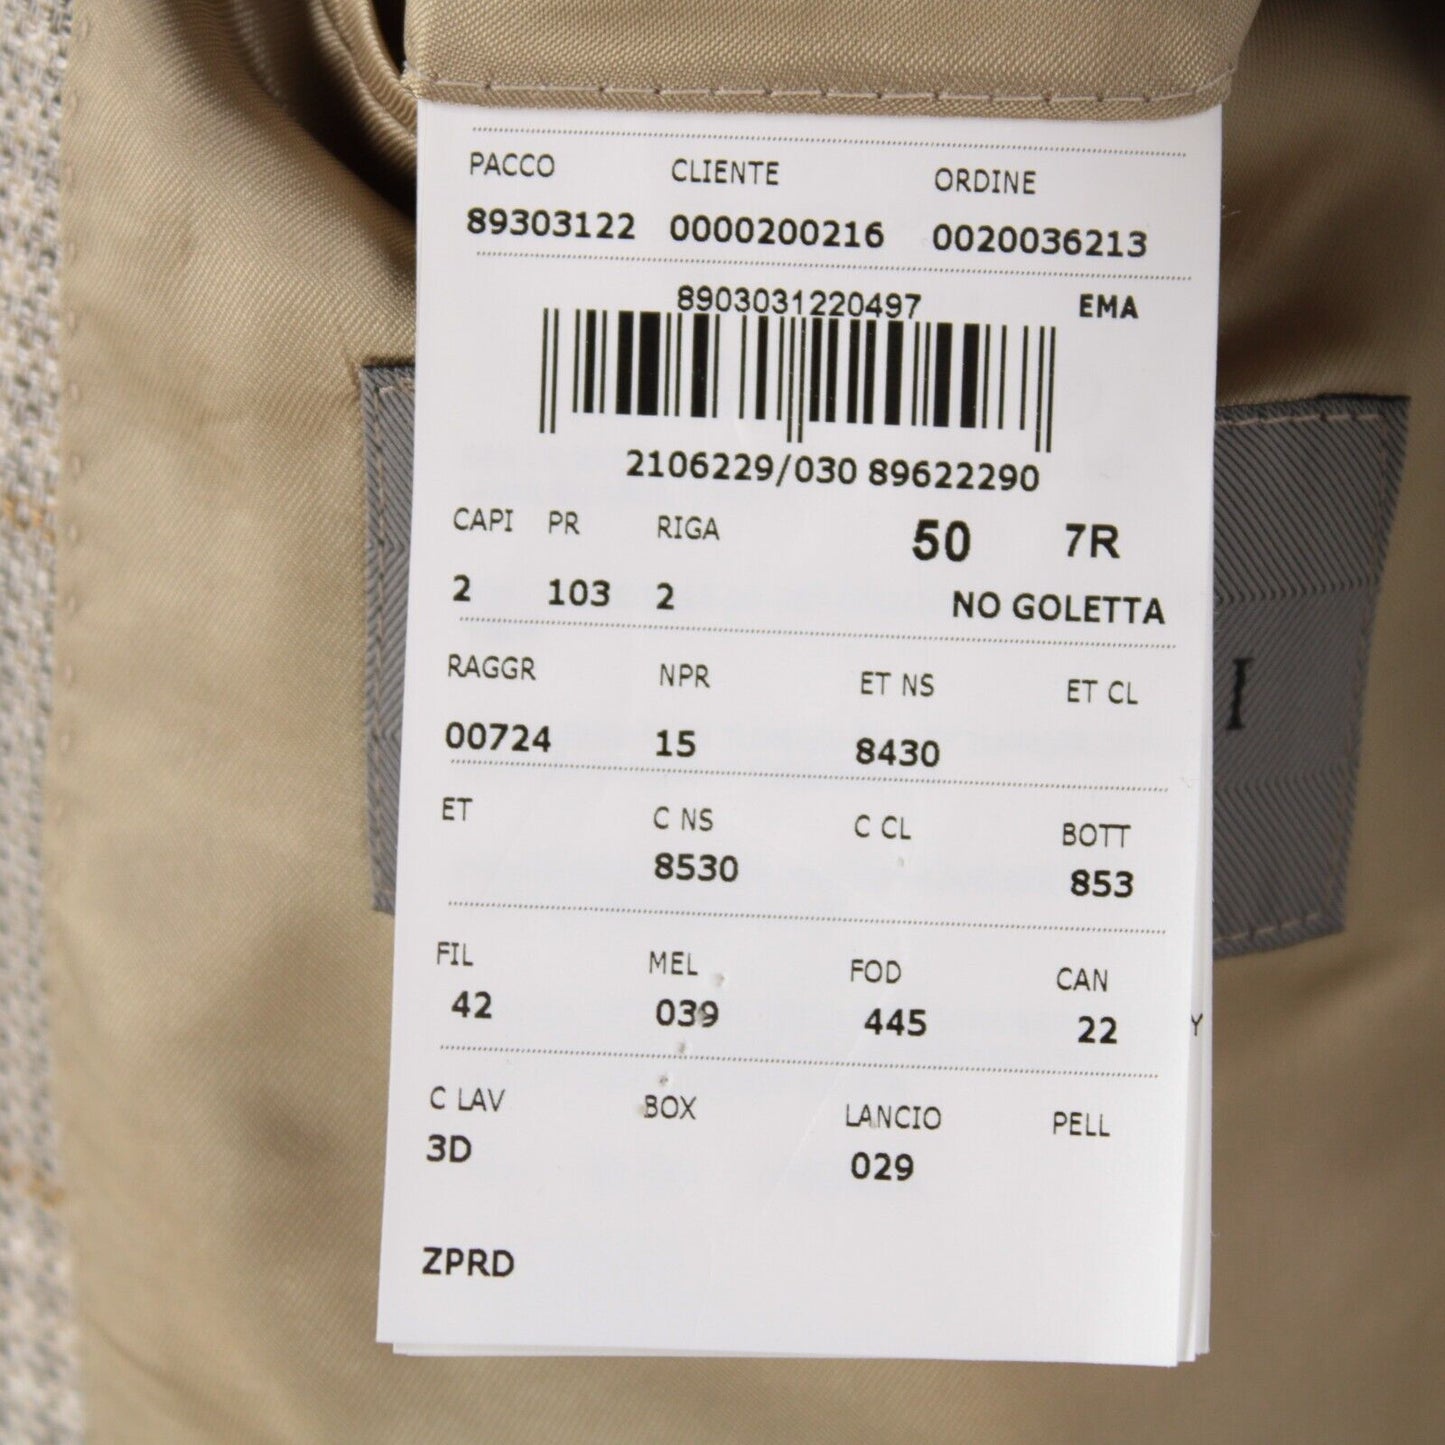 PACCO CLIENTE ORDINE
89303122 0000200216 0020036213
8903031220497 EMA
2106229/030 89622290
CAPI PR RIGA 50 7R
2 103 2 NO GOLETTA
RAGGR NPR ET NS ET CL
00724 15 8430
ET C NS C CL BOTT
8530 853
FIL MEL FOD CAN
42 039 445 22
C LAV BOX LANCIO PELL
3D 029
ZPRD
I
Y